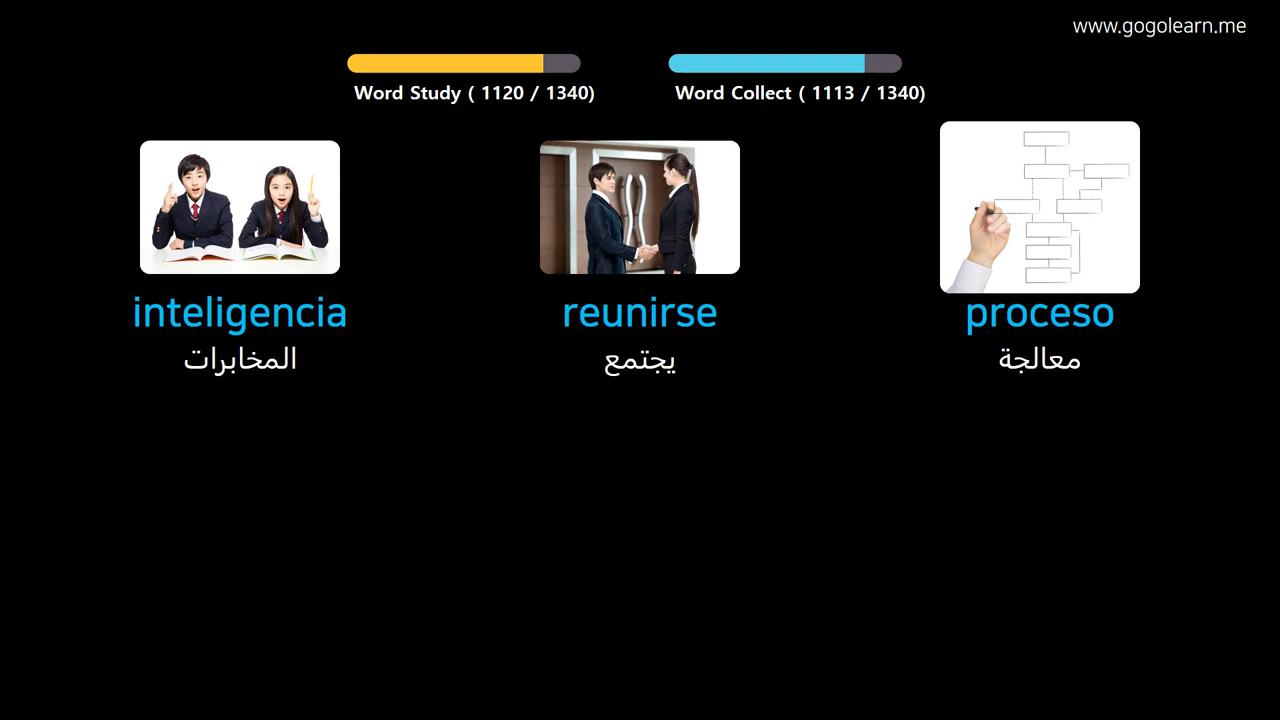 www.gogolearn.me
Word Study ( 1120 / 1340)
Word Collect ( 1113 / 1340)
inteligencia
المخابرات
reunirse
يجتمع
proceso
معالجة